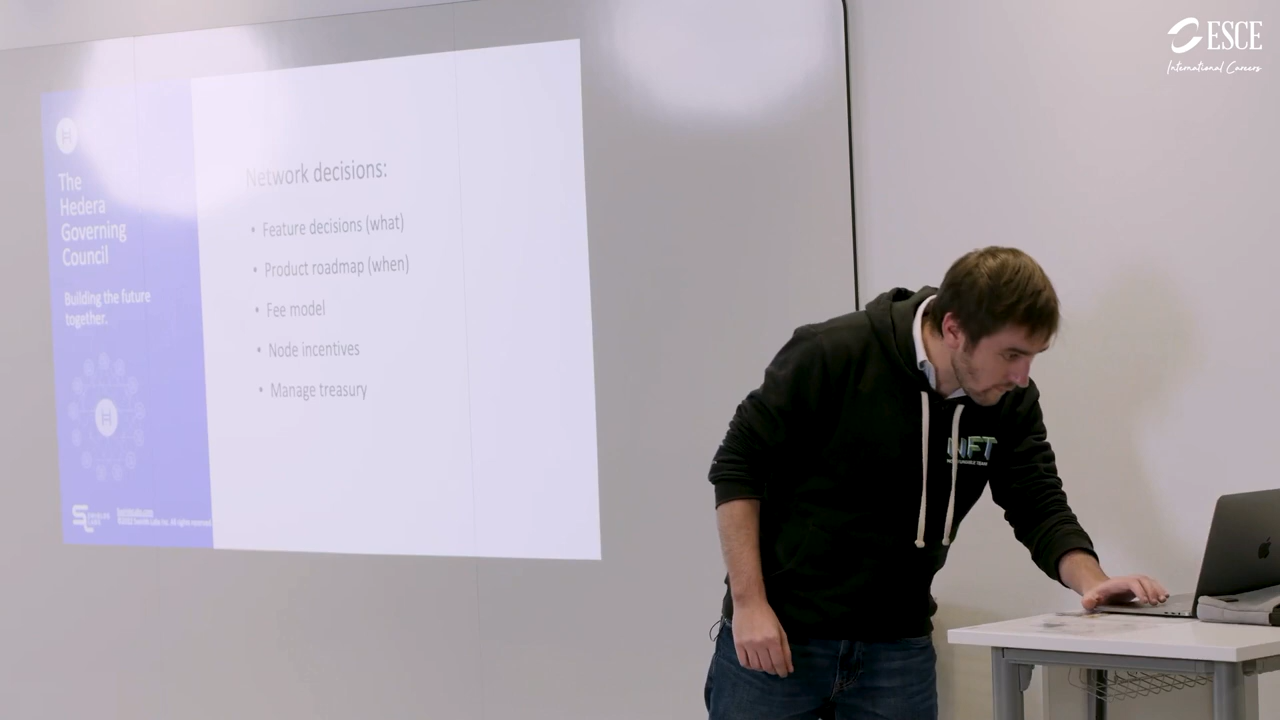 ESCE
International Careers
The
Hedera
Governing
Council
Building the future
together.
Network decisions:
• Feature decisions (what)
• Product roadmap (when)
• Fee model
• Node incentives
• Manage treasury
NFT